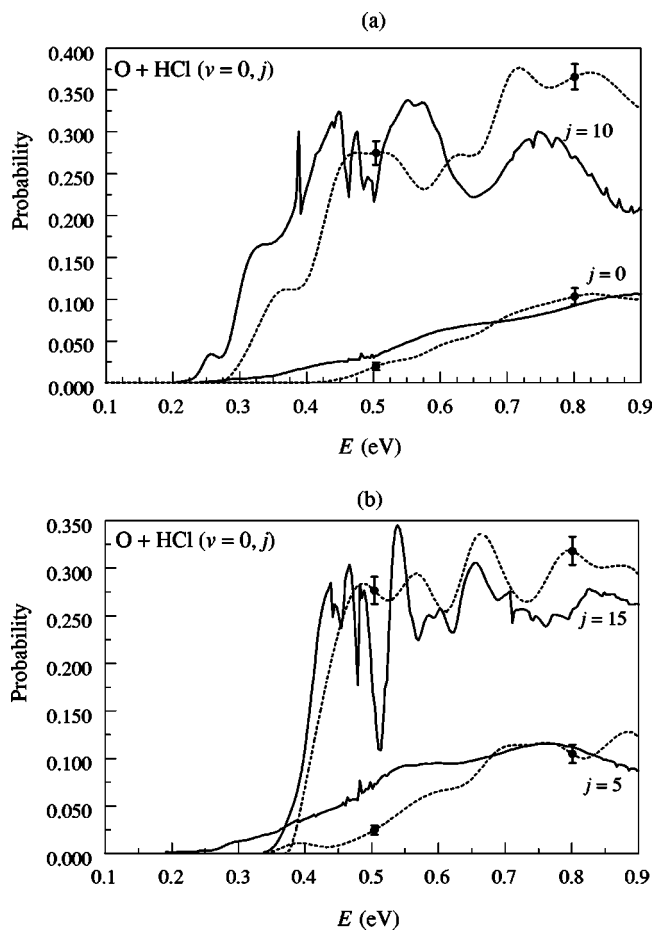 (a)
O + HCl (v = 0, j)
0.400
0.350
0.300
0.250
0.200
0.150
0.100
0.050
0.000
Probability
j = 10
j = 0
0.1 0.2 0.3 0.4 0.5 0.6 0.7 0.8 0.9
E (eV)
(b)
O + HCl (v = 0, j)
0.350
0.300
0.250
0.200
0.150
0.100
0.050
0.000
Probability
j = 15
j = 5
0.1 0.2 0.3 0.4 0.5 0.6 0.7 0.8 0.9
E (eV)